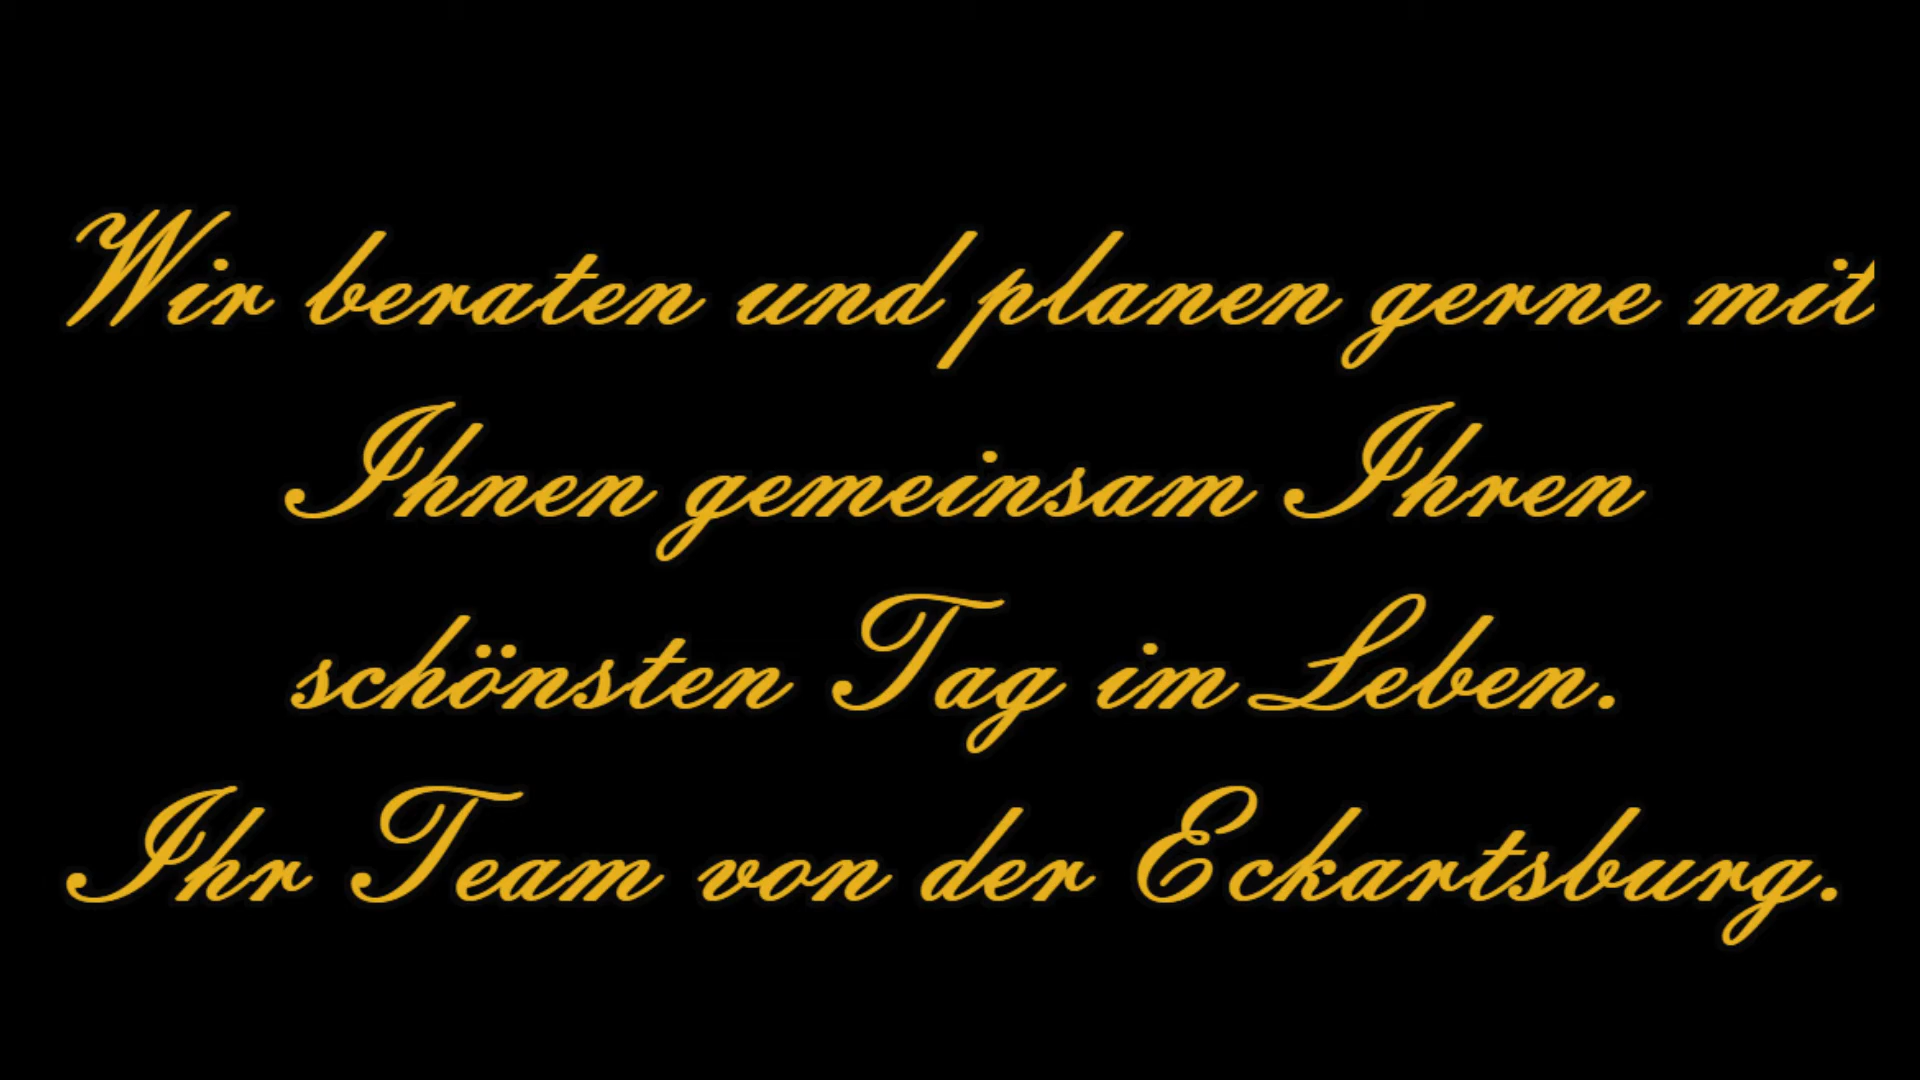 Wir beraten und planen gerne mit
Ihnen gemeinsam Ihren
schönsten Tag im Leben.
Ihr Team von der Eckartsburg.